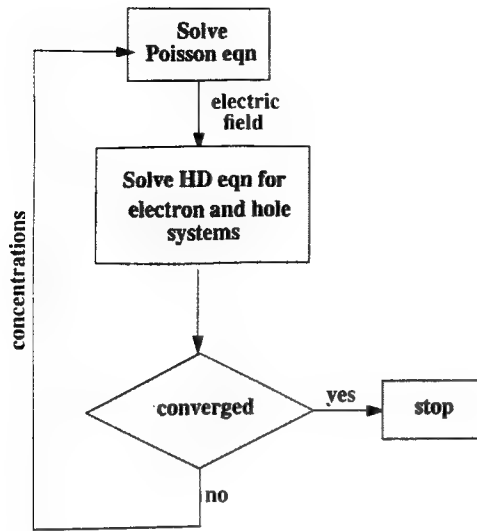 Solve
Poisson eqn
electric
field
Solve HD eqn for
electron and hole
systems
concentrations
converged
yes
stop
no